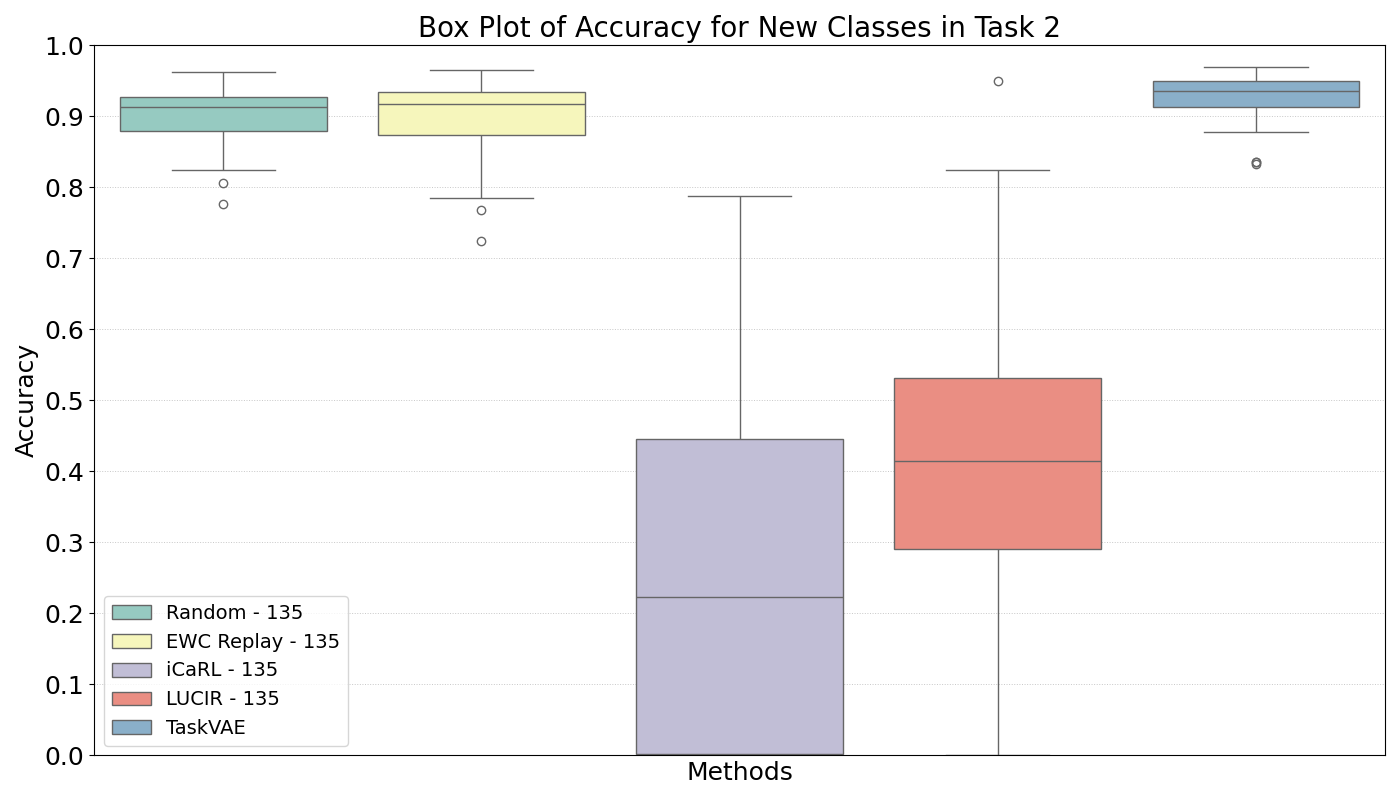 Box Plot of Accuracy for New Classes in Task 2
1.0
0.9
0.8
0.7
0.6
0.5
0.4
0.3
0.2
0.1
0.0
Accuracy
Random - 135
EWC Replay - 135
iCaRL - 135
LUCIR - 135
TaskVAE
Methods